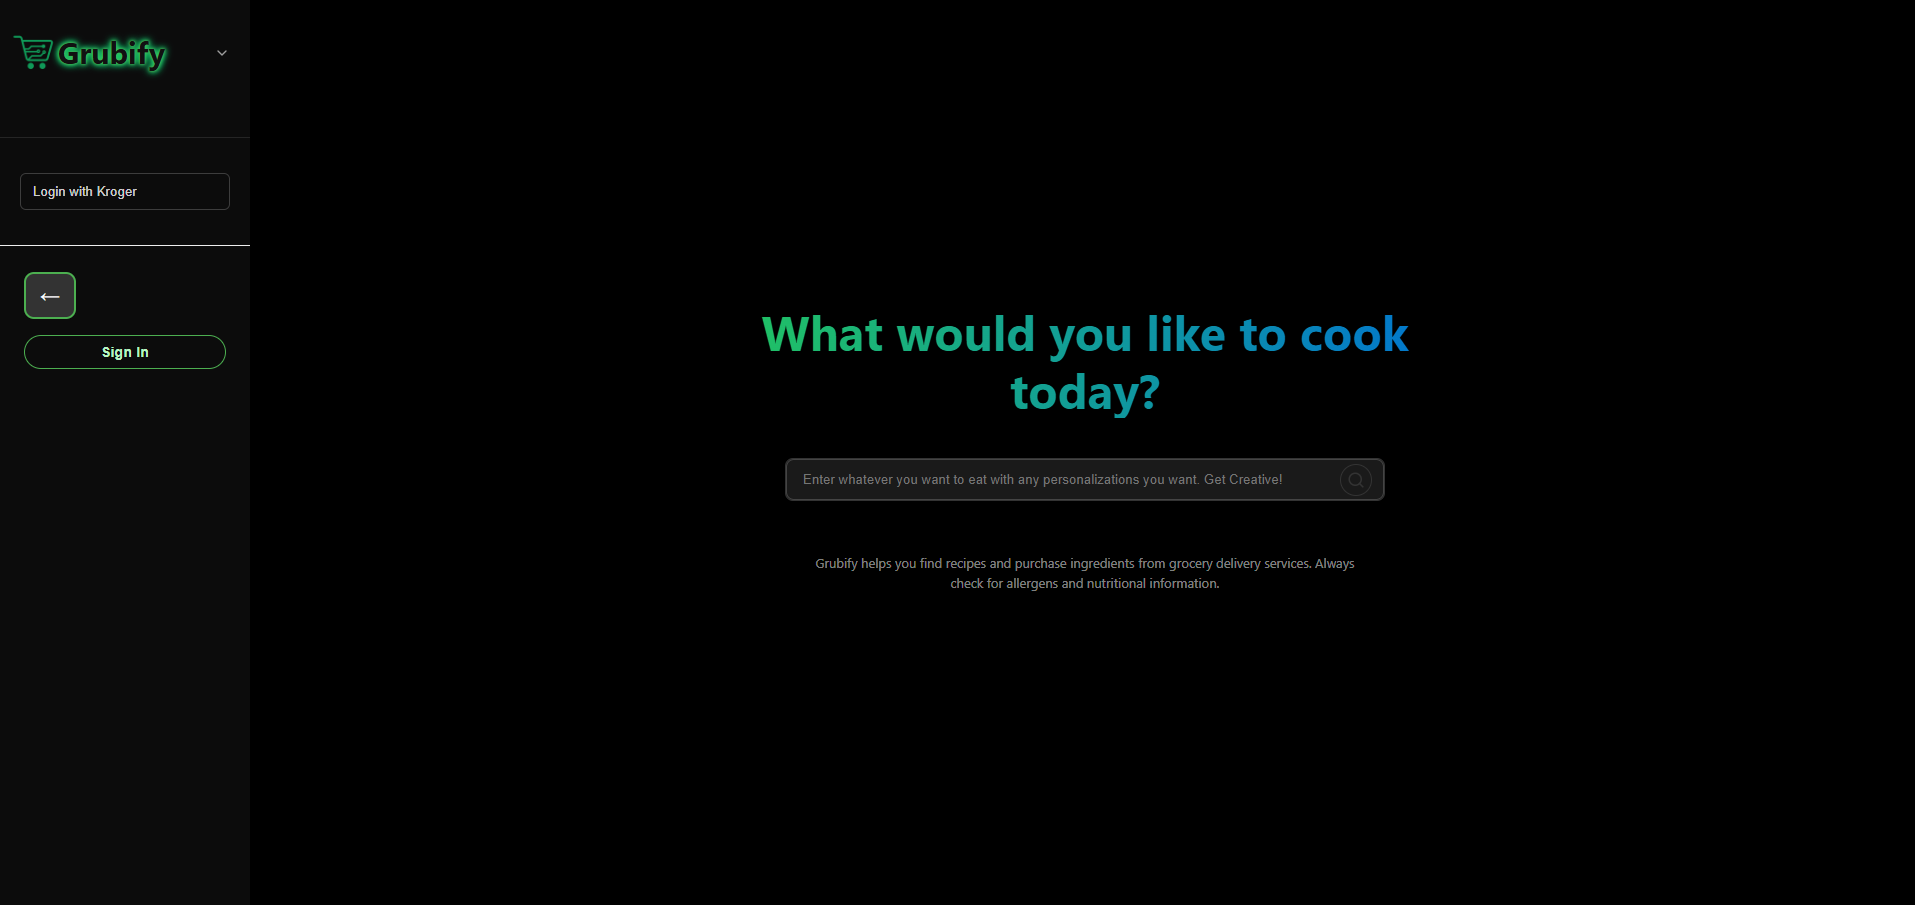 Grubify
Login with Kroger
←
Sign In
What would you like to cook
today?
Enter whatever you want to eat with any personalizations you want. Get Creative!
Grubify helps you find recipes and purchase ingredients from grocery delivery services. Always
check for allergens and nutritional information.